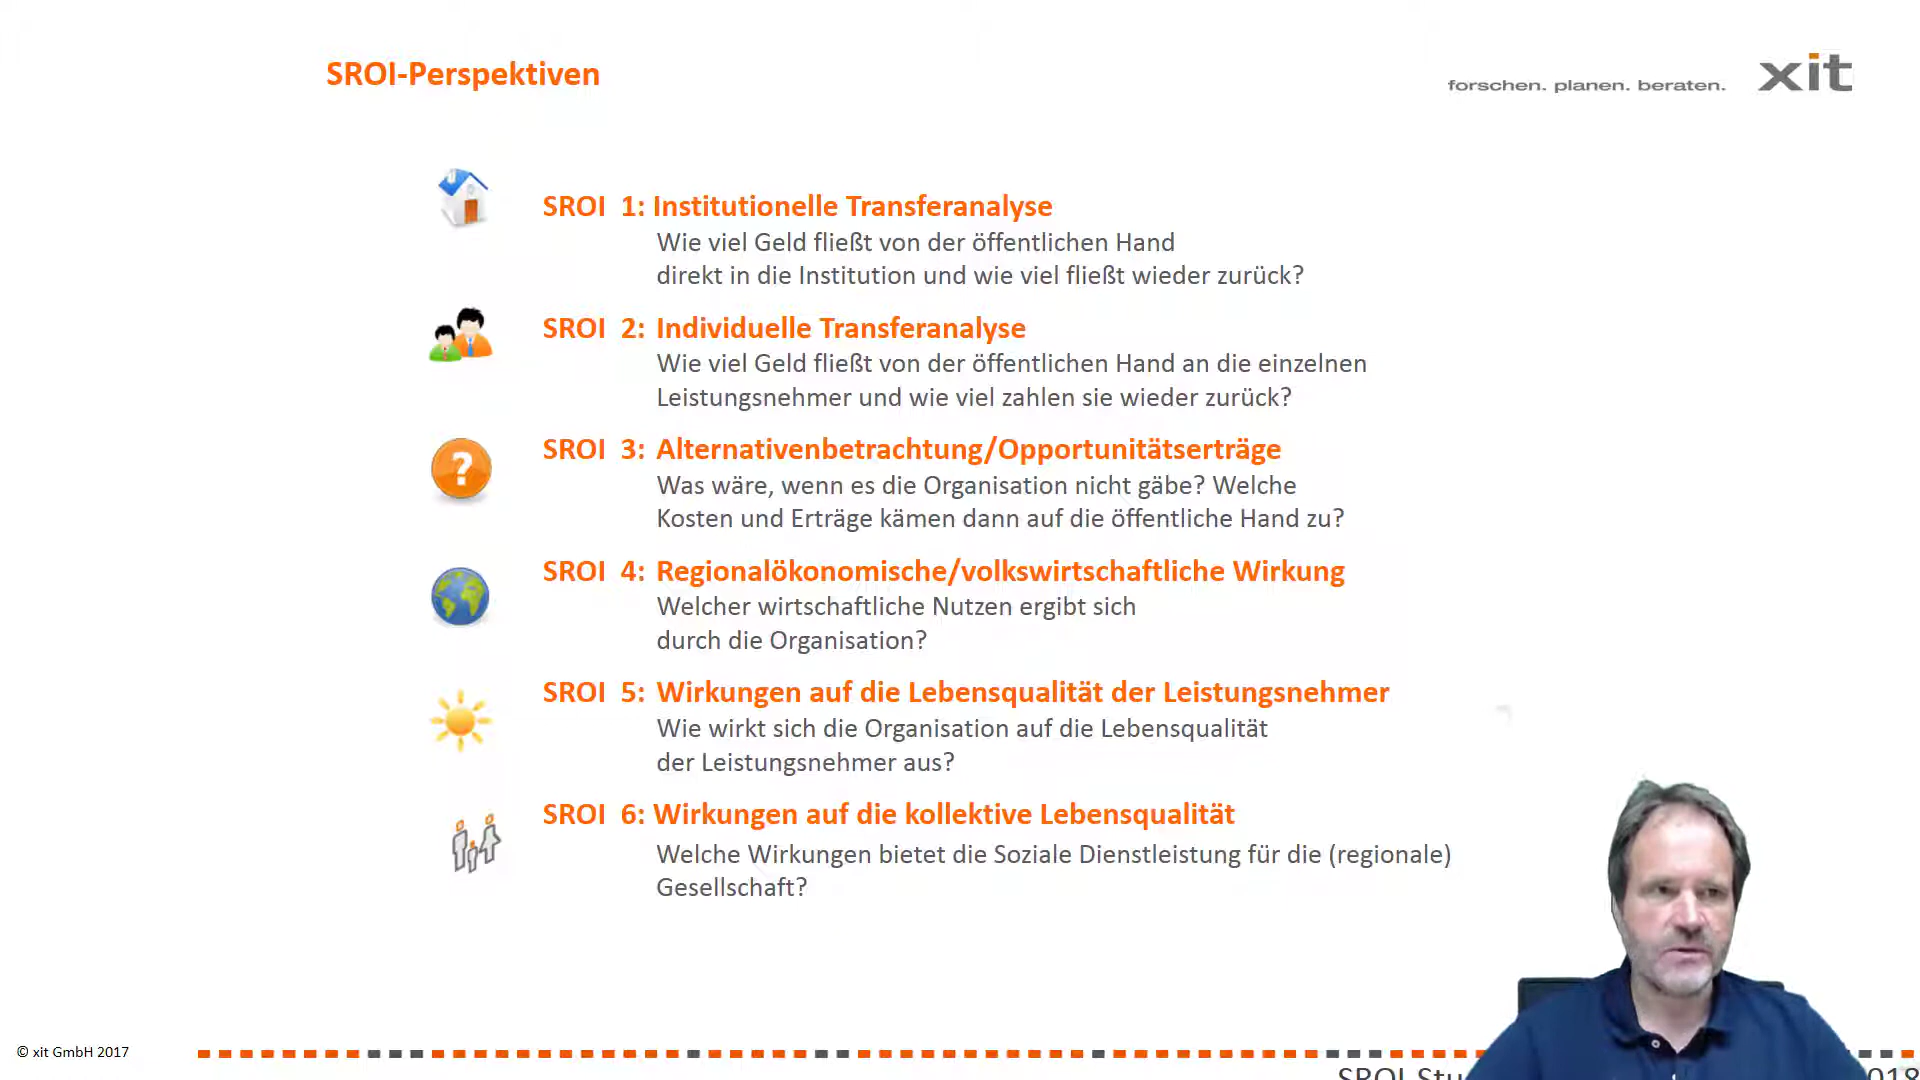 SROI-Perspektiven
forschen. planen. beraten. xit
SROI 1: Institutionelle Transferanalyse
Wie viel Geld fließt von der öffentlichen Hand
direkt in die Institution und wie viel fließt wieder zurück?
SROI 2: Individuelle Transferanalyse
Wie viel Geld fließt von der öffentlichen Hand an die einzelnen
Leistungsnehmer und wie viel zahlen sie wieder zurück?
?
SROI 3: Alternativenbetrachtung/Opportunitätserträge
Was wäre, wenn es die Organisation nicht gäbe? Welche
Kosten und Erträge kämen dann auf die öffentliche Hand zu?
SROI 4: Regionalökonomische/volkswirtschaftliche Wirkung
Welcher wirtschaftliche Nutzen ergibt sich
durch die Organisation?
SROI 5: Wirkungen auf die Lebensqualität der Leistungsnehmer
Wie wirkt sich die Organisation auf die Lebensqualität
der Leistungsnehmer aus?
SROI 6: Wirkungen auf die kollektive Lebensqualität
Welche Wirkungen bietet die Soziale Dienstleistung für die (regionale)
Gesellschaft?
© xit GmbH 2017
SROI